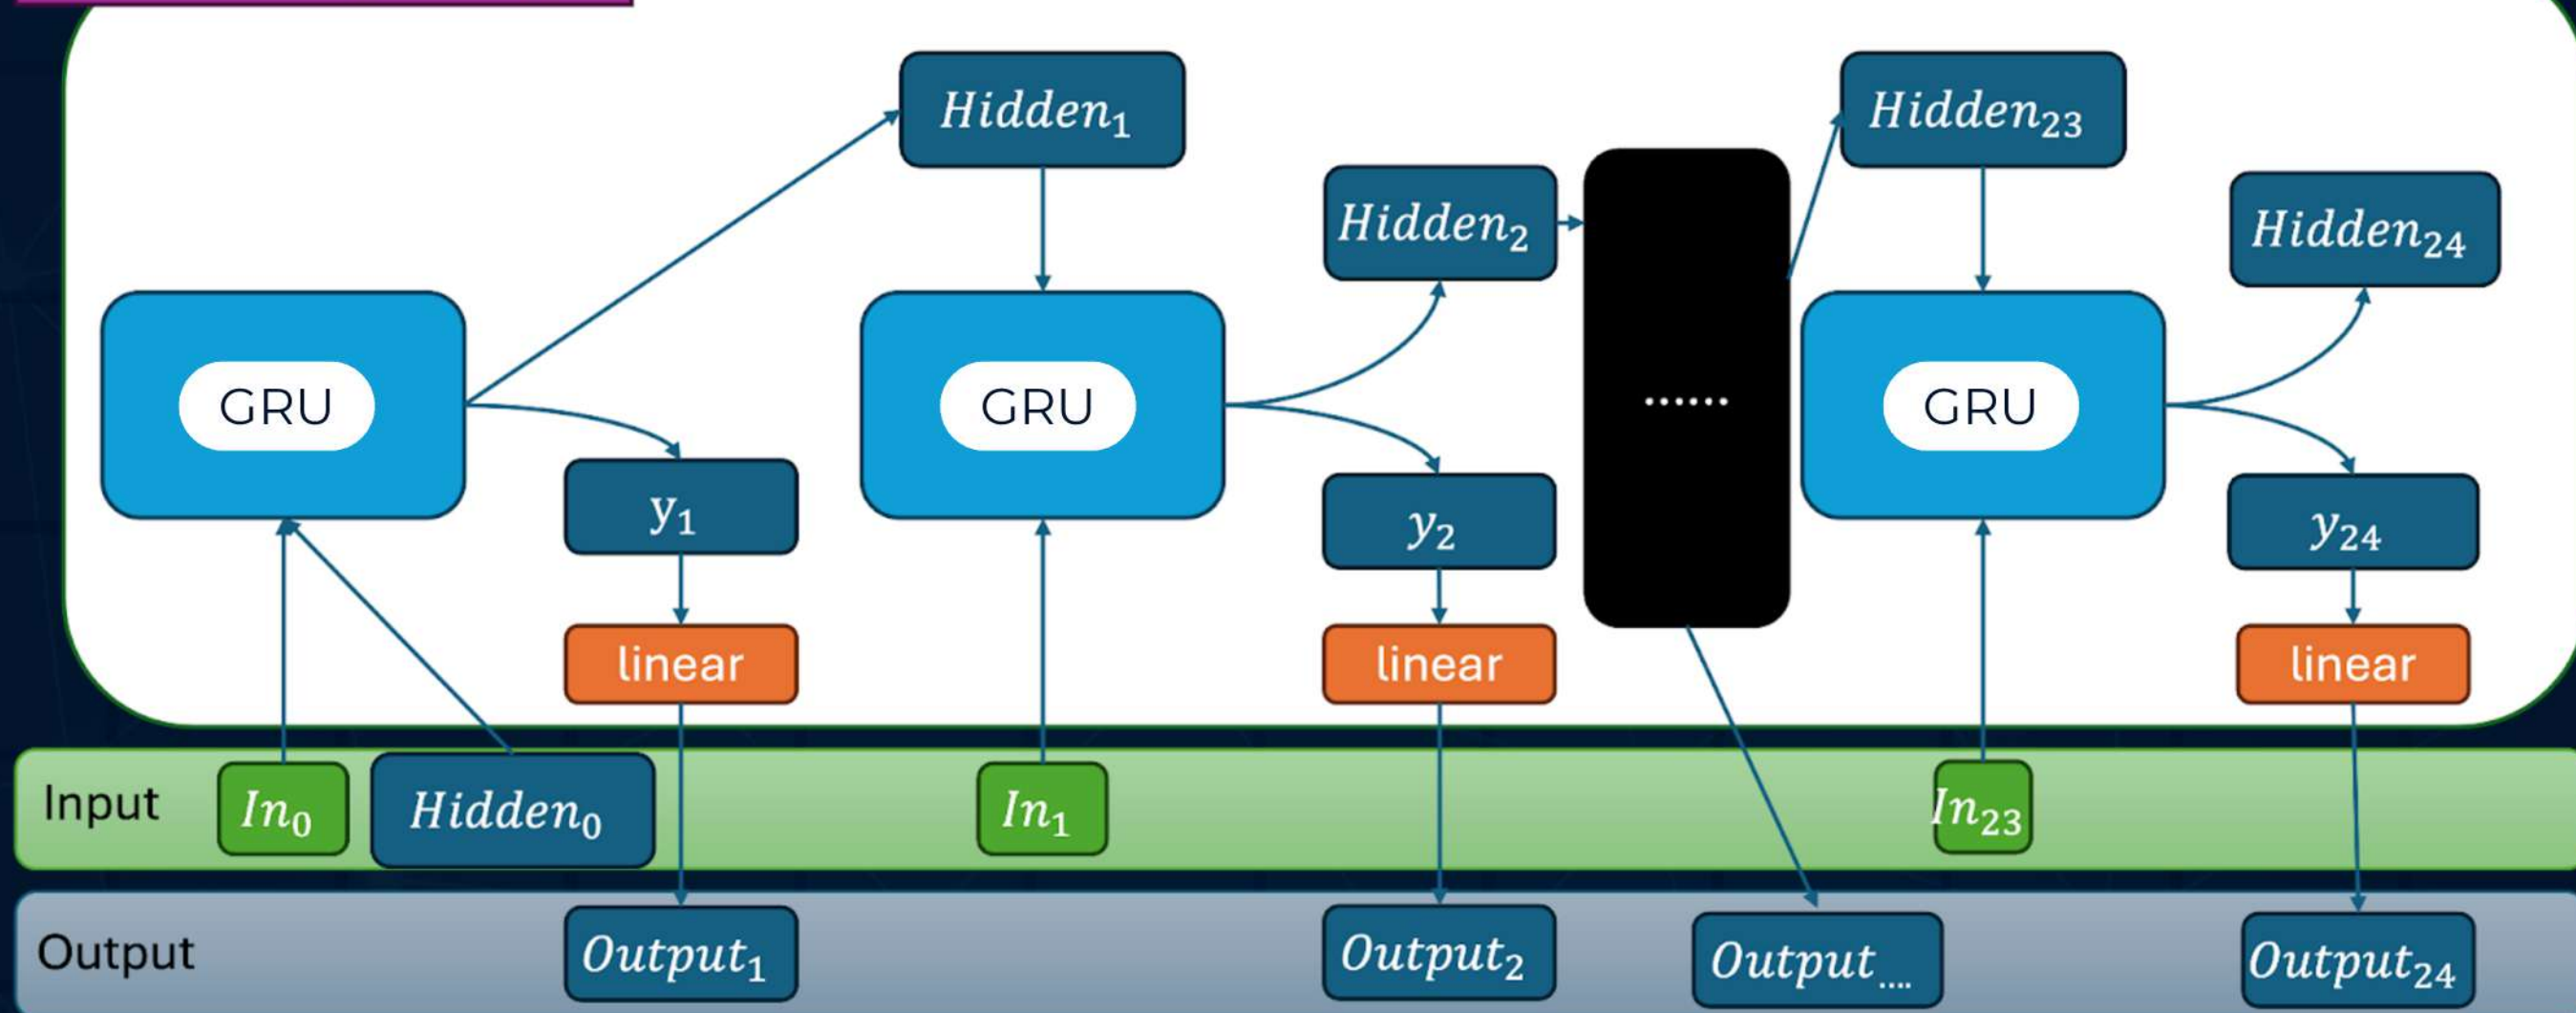 Hidden₁
Hidden₂₃
Hidden₂
Hidden₂₄
GRU
GRU
......
GRU
y₁
y₂
y₂₄
linear
linear
linear
Input
In₀
Hidden₀
In₁
In₂₃
Output
Output₁
Output₂
Output....
Output₂₄